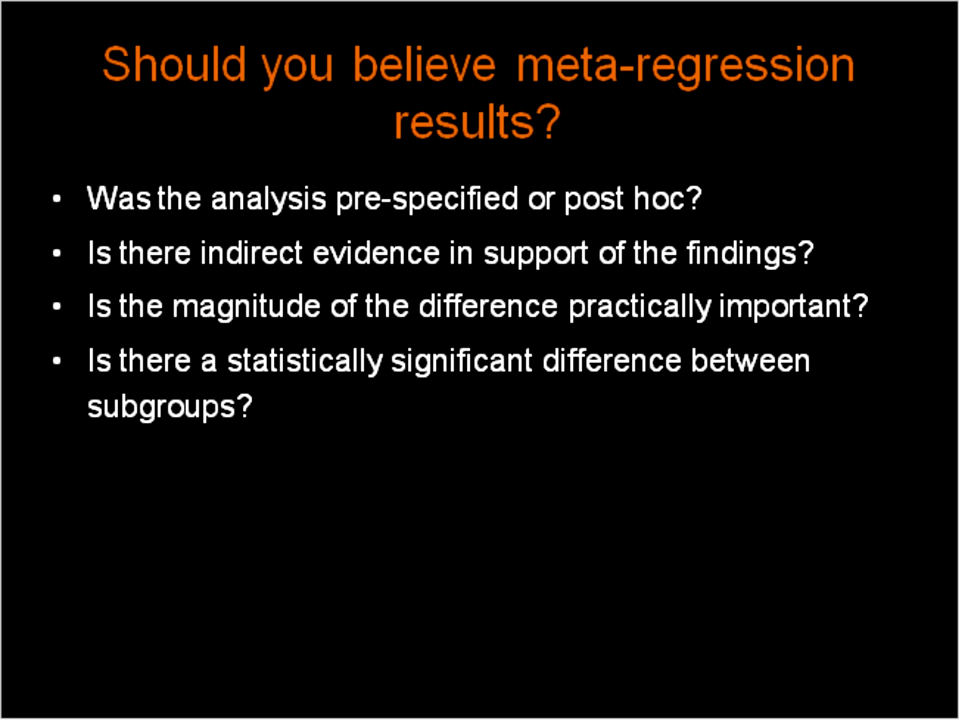 Should you believe meta-regression
results?
• Was the analysis pre-specified or post hoc?
• Is there indirect evidence in support of the findings?
• Is the magnitude of the difference practically important?
• Is there a statistically significant difference between
subgroups?